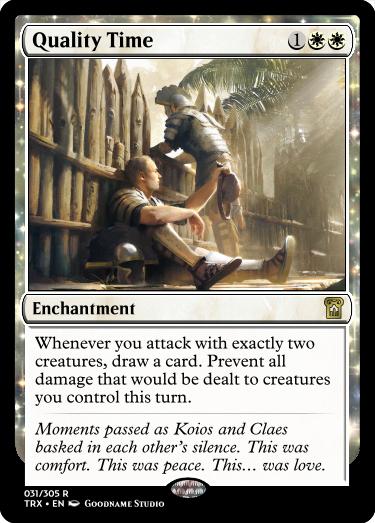 Quality Time 1
Enchantment
Whenever you attack with exactly two
creatures, draw a card. Prevent all
damage that would be dealt to creatures
you control this turn.
Moments passed as Koios and Claes
basked in each other's silence. This was
comfort. This was peace. This... was love.
031/305 R
TRX • EN Goodname Studio